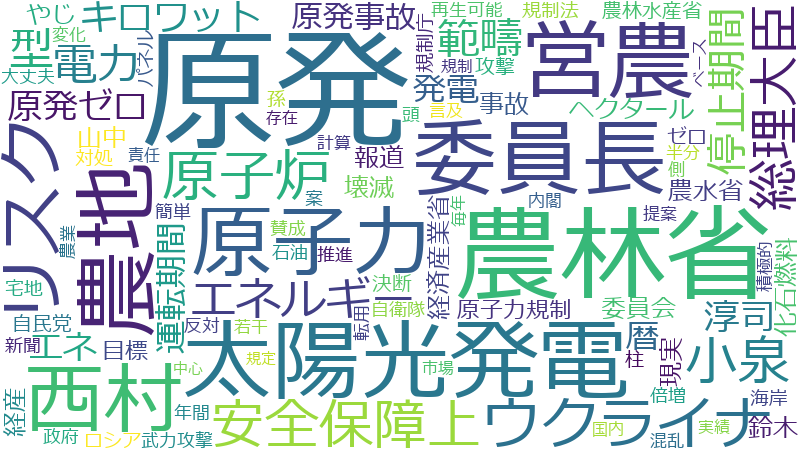 やじ
キロワット
原発事故
再生可能
規制法
農林水産省
変化
型
電力
パネル
規制庁
範疇
ベース
大丈夫
原発
発電
攻撃
規制
営農
停止期間
総理大臣
原発ゼロ
孫
存在
言及
事故
ヘクタール
山中
対処
責任
計算
報道
委員長
ゼロ
半分
側
リスク
農地
原子炉
壊滅
農水省
簡単
案
内閣
提案
農業
運転期間
原子力
賛成
石油
推進
経済産業省
毎年
農林省
積極的
化石燃料
宅地
エネルギー
決断
自衛隊
原子力規制
委員会
淳司
自民党
反対
若干
転用
暦
新聞
エネ
目標
太陽光発電
柱
現実
小泉
経産
西村
中心
規定
市場
倍増
海岸
年間
安全保障上
ウクライナ
鈴木
政府
ロシア
武力攻撃
国内
混乱
実績